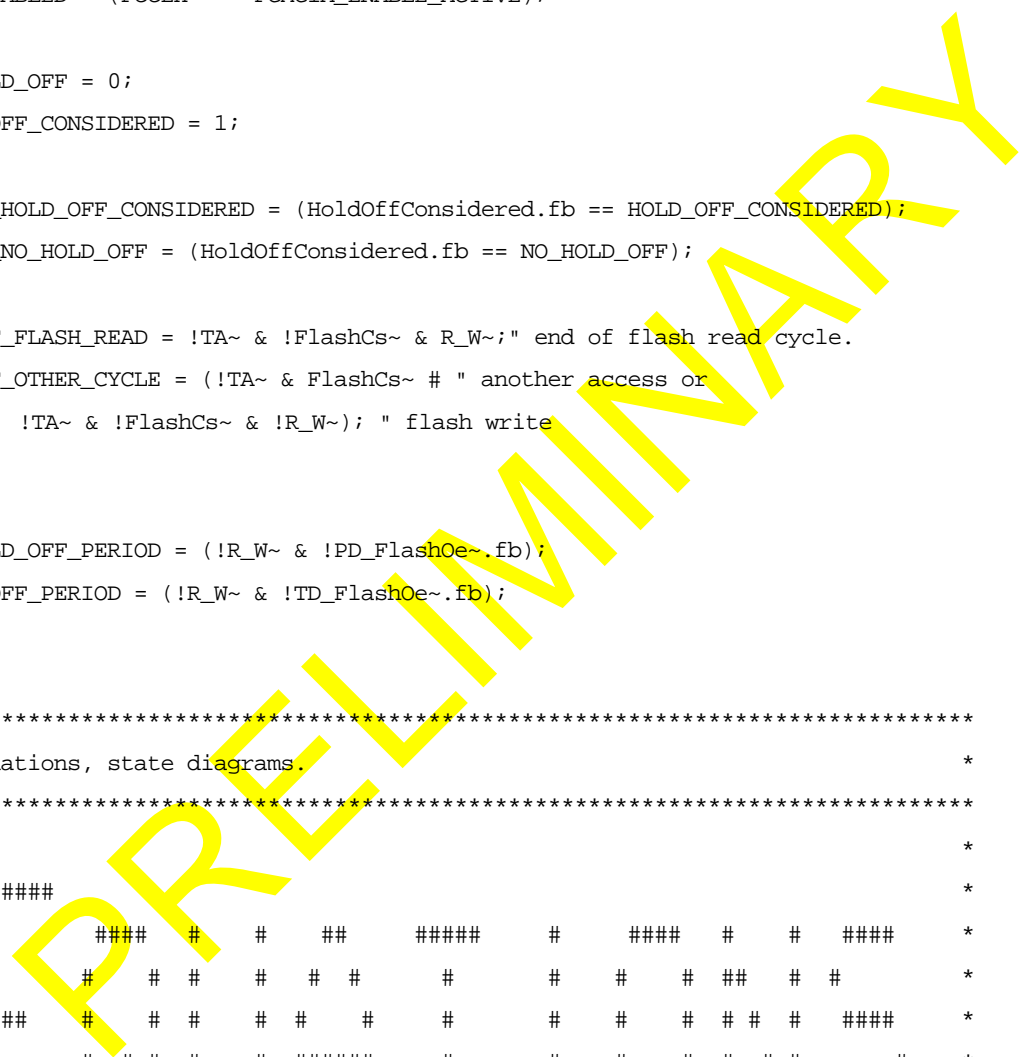 D_OFF = 0;
FF_CONSIDERED = 1;
HOLD_OFF_CONSIDERED = (HoldOffConsidered.fb == HOLD_OFF_CONSIDERED);
NO_HOLD_OFF = (HoldOffConsidered.fb == NO_HOLD_OFF);
_FLASH_READ = !TA~ & !FlashCs~ & R_W~;" end of flash read cycle.
_OTHER_CYCLE = (!TA~ & FlashCs~ # " another access or
!TA~ & !FlashCs~ & !R_W~); " flash write
D_OFF_PERIOD = (!R_W~ & !PD_FlashOe~.fb);
FF_PERIOD = (!R_W~ & !TD_FlashOe~.fb);
*************************************************************************
ations, state diagrams. *
*************************************************************************
*
#### *
#### # # ## ##### # #### # # #### *
# # # # # # # # # # ## # # *
## # # # # # # # # # # # # # #### *
PRELIMINARY